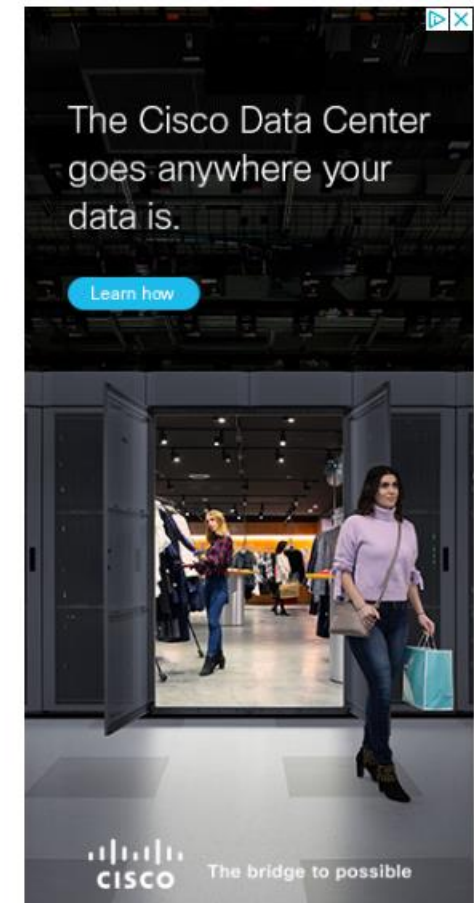 The Cisco Data Center
goes anywhere your
data is.
Learn how
CISCO
The bridge to possible